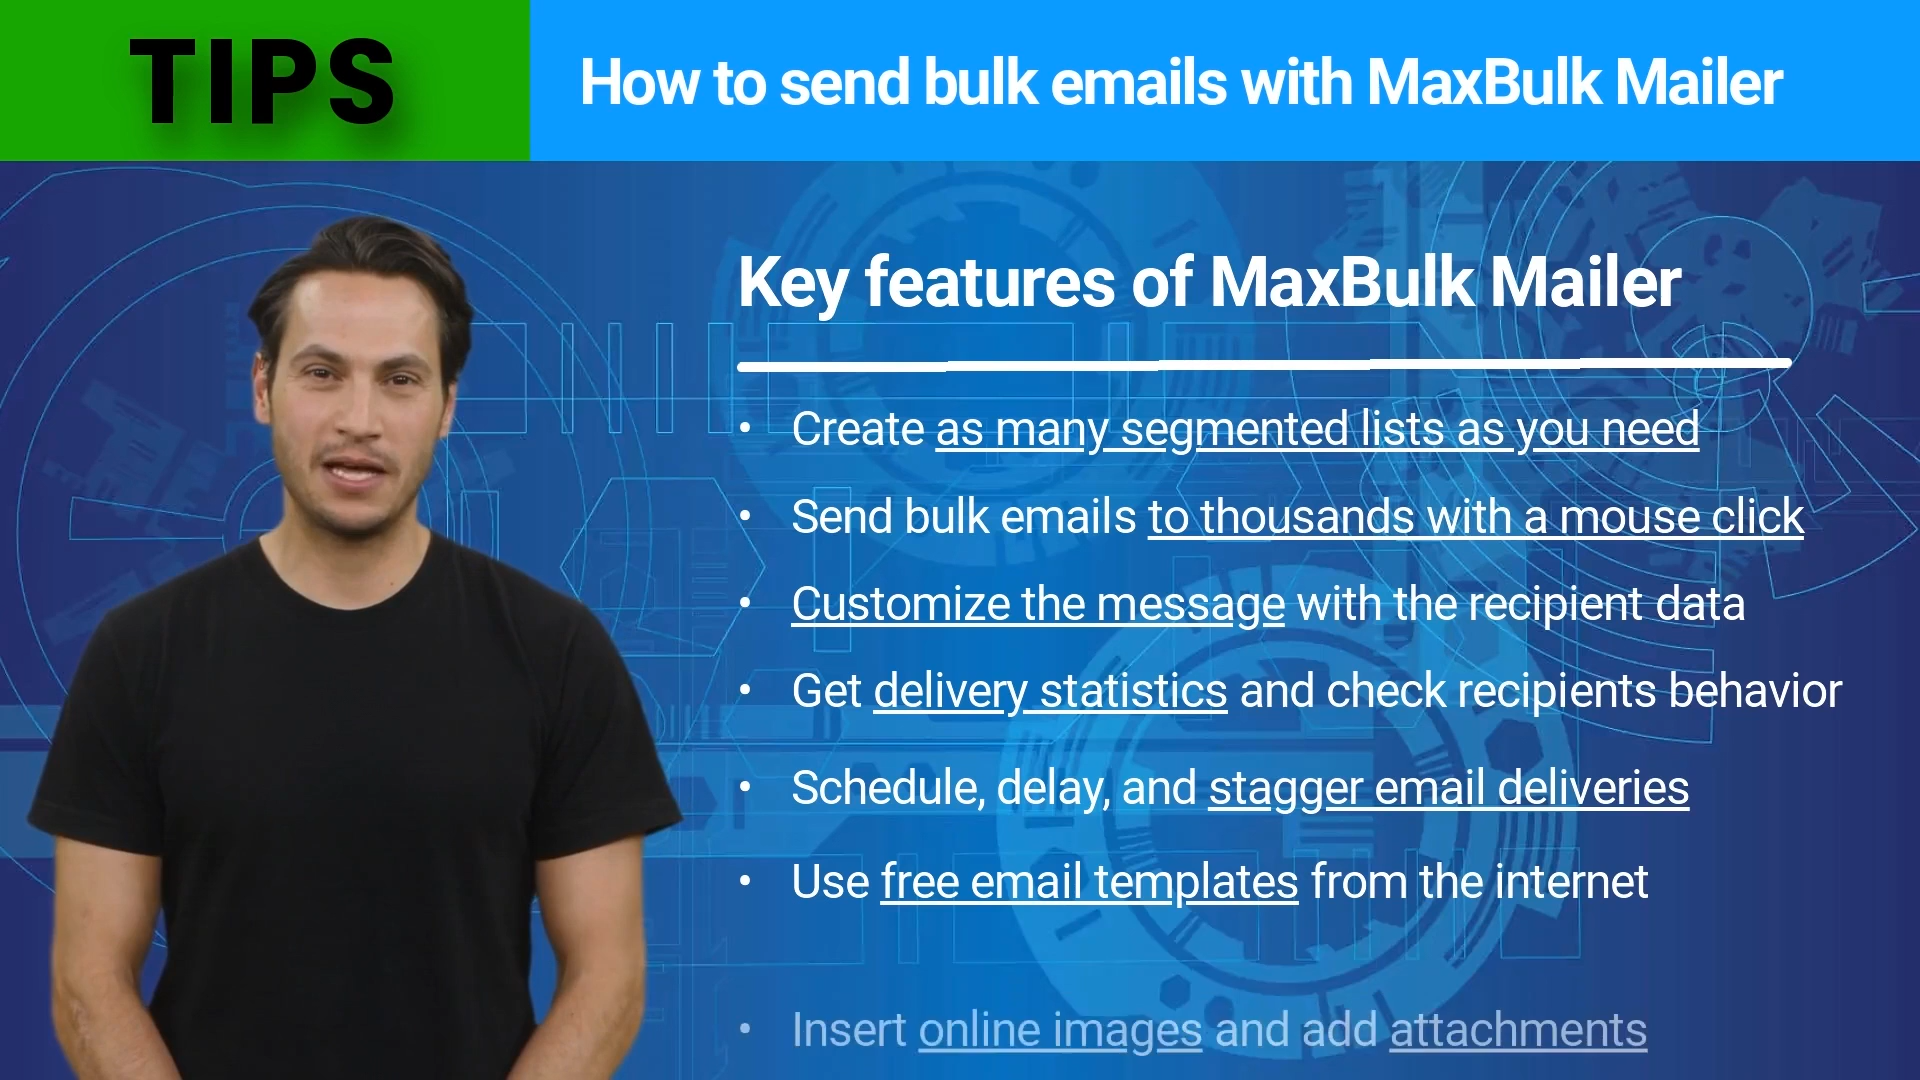 TIPS
How to send bulk emails with MaxBulk Mailer
Key features of MaxBulk Mailer
• Create as many segmented lists as you need
• Send bulk emails to thousands with a mouse click
• Customize the message with the recipient data
• Get delivery statistics and check recipients behavior
• Schedule, delay, and stagger email deliveries
• Use free email templates from the internet
• Insert online images and add attachments